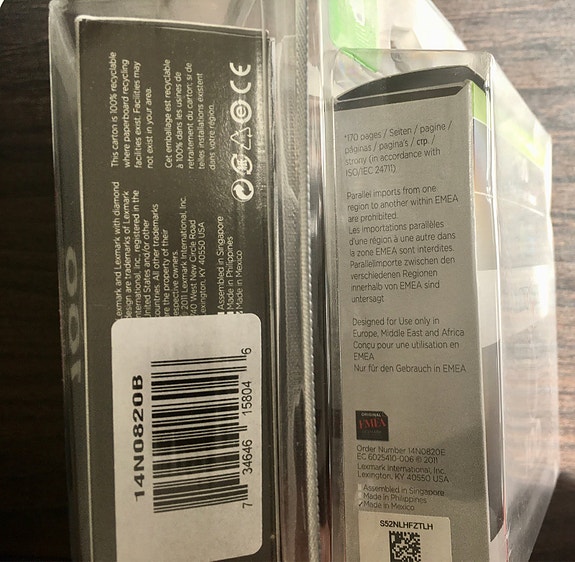 100
This carton is 100% recyclable
where paperboard recycling
facilities exist. Facilities may
not exist in your area.
Cet emballage est recyclable
à 100% dans les usines de
retraitement du carton; si de
telles installations existent
dans votre région.
CE
Lexmark and Lexmark with diamond
design are trademarks of Lexmark
International, Inc., registered in the
United States and/or other
countries. All other trademarks
are the property of their
respective owners.
2011 Lexmark International, Inc.
740 West New Circle Road
Lexington, KY 40550 USA
Assembled in Singapore
Made in Philippines
Made in Mexico
14N0820B
7 34646 15804 6
*170 pages / Seiten / pagine /
páginas / pagina's / стр. /
strony (in accordance with
ISO/IEC 24711)
Parallel imports from one
region to another within EMEA
are prohibited.
Les importations parallèles
d'une région à une autre dans
la zone EMEA sont interdites.
Parallelimporte zwischen den
verschiedenen Regionen
innerhalb von EMEA sind
untersagt
Designed for Use only in
Europe, Middle East and Africa
Conçu pour une utilisation en
EMEA
Nur für den Gebrauch in EMEA
ORIGINAL
EMEA
Order Number 14N0820E
EC 6025410-006 © 2011
Lexmark International, Inc.
Lexington, KY 40550 USA
Assembled in Singapore
Made in Philippines
✓Made in Mexico
S52NLHFZTLH